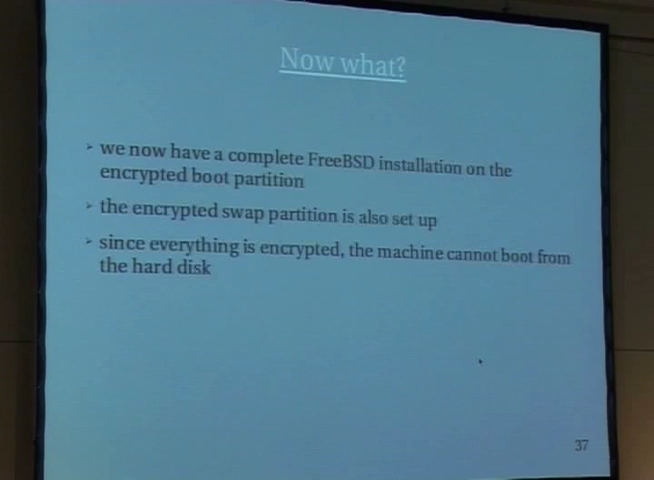 Now what?
➢ we now have a complete FreeBSD installation on the
encrypted boot partition
➢ the encrypted swap partition is also set up
➢ since everything is encrypted, the machine cannot boot from
the hard disk
37